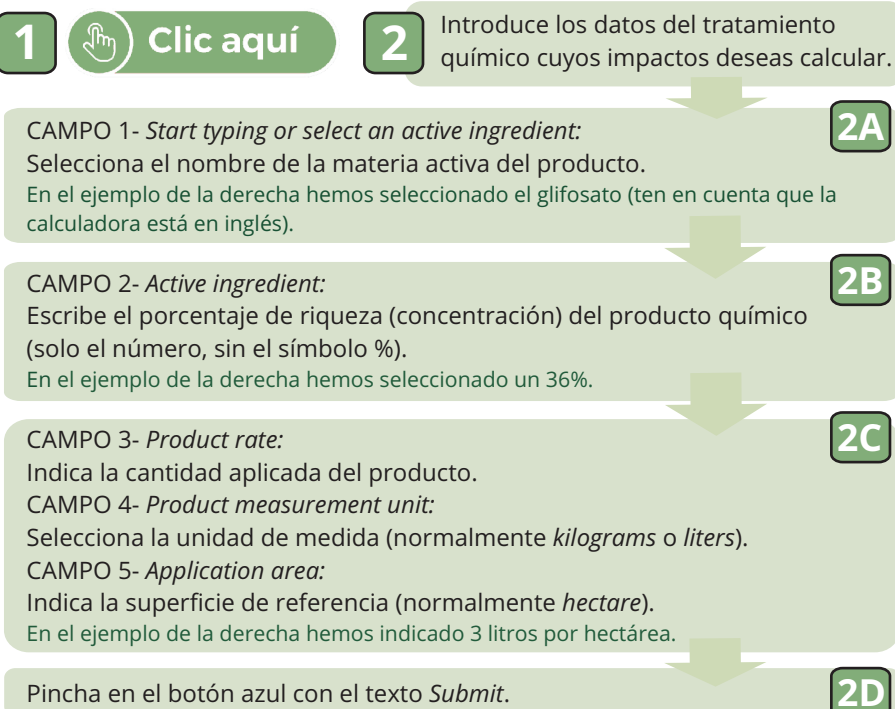 1 Clic aquí
2 Introduce los datos del tratamiento
químico cuyos impactos deseas calcular.
2A
CAMPO 1- Start typing or select an active ingredient:
Selecciona el nombre de la materia activa del producto.
En el ejemplo de la derecha hemos seleccionado el glifosato (ten en cuenta que la
calculadora está en inglés).
2B
CAMPO 2- Active ingredient:
Escribe el porcentaje de riqueza (concentración) del producto químico
(solo el número, sin el símbolo %).
En el ejemplo de la derecha hemos seleccionado un 36%.
2C
CAMPO 3- Product rate:
Indica la cantidad aplicada del producto.
CAMPO 4- Product measurement unit:
Selecciona la unidad de medida (normalmente kilograms o liters).
CAMPO 5- Application area:
Indica la superficie de referencia (normalmente hectare).
En el ejemplo de la derecha hemos indicado 3 litros por hectárea.
2D
Pincha en el botón azul con el texto Submit.